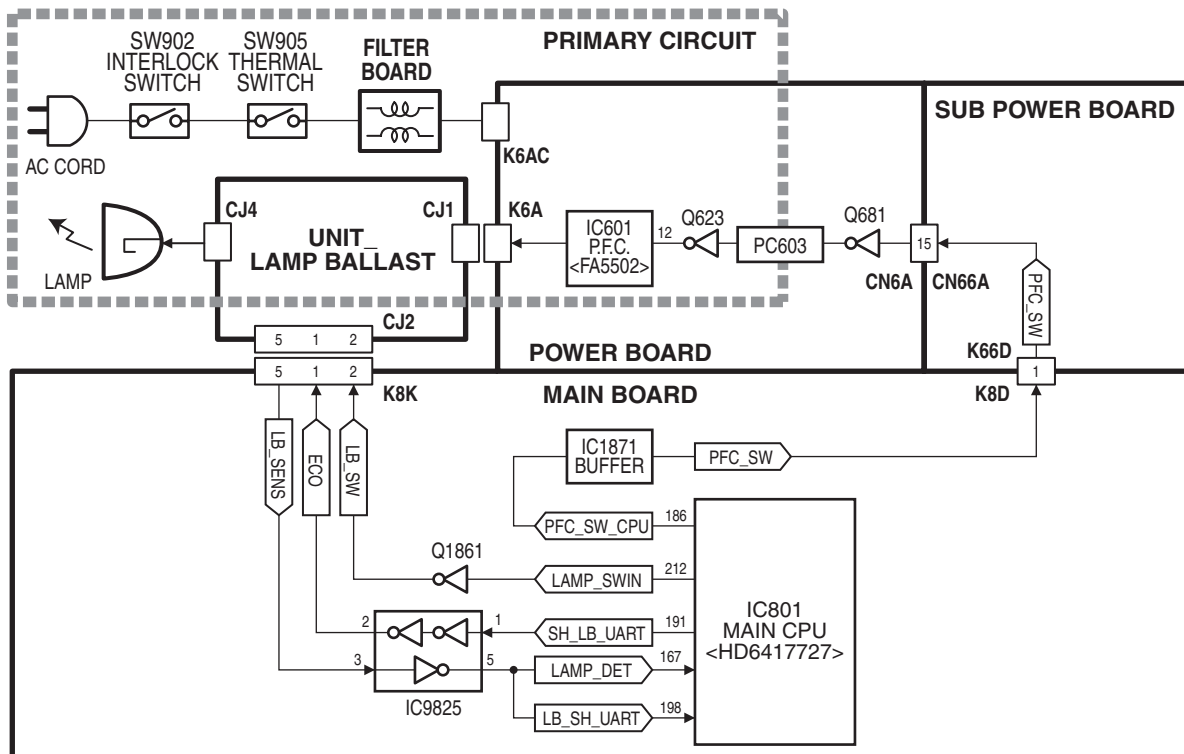 PRIMARY CIRCUIT
SW902
INTERLOCK
SWITCH
SW905
THERMAL
SWITCH
FILTER
BOARD
SUB POWER BOARD
AC CORD
K6AC
CJ4
CJ1
K6A
UNIT_
LAMP BALLAST
LAMP
IC601
P.F.C.
<FA5502>
12
Q623
PC603
Q681
15
CN6A
CN66A
PFC_SW
CJ2
5 1 2
POWER BOARD
K66D
5 1 2
K8K
MAIN BOARD
1
K8D
LB_SENS
ECO
LB_SW
IC1871
BUFFER
PFC_SW
PFC_SW_CPU
186
Q1861
LAMP_SWIN
212
IC801
MAIN CPU
<HD6417727>
2
1
SH_LB_UART
191
3
5
LAMP_DET
167
IC9825
LB_SH_UART
198